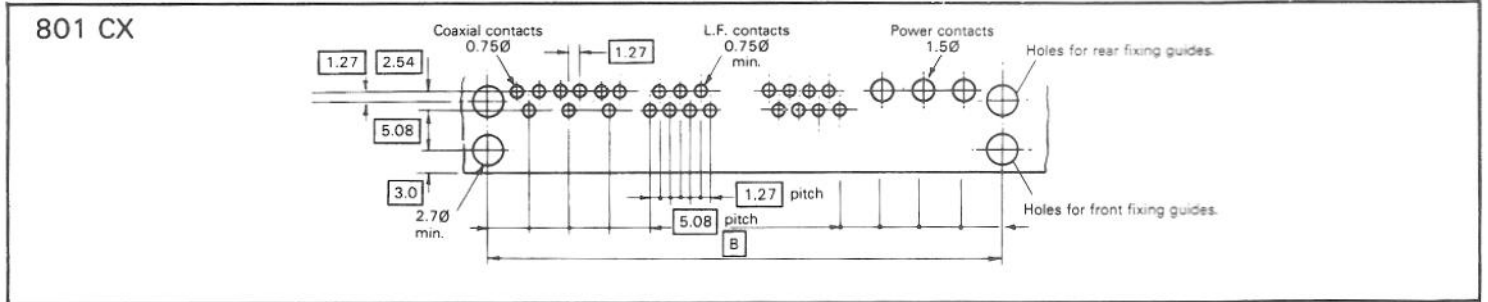 801 CX
Coaxial contacts
0.75Ø
1.27
L.F. contacts
0.75Ø
min.
Power contacts
1.5Ø
Holes for rear fixing guides.
1.27
2.54
5.08
3.0
2.7Ø
min.
1.27 pitch
5.08 pitch
B
Holes for front fixing guides.